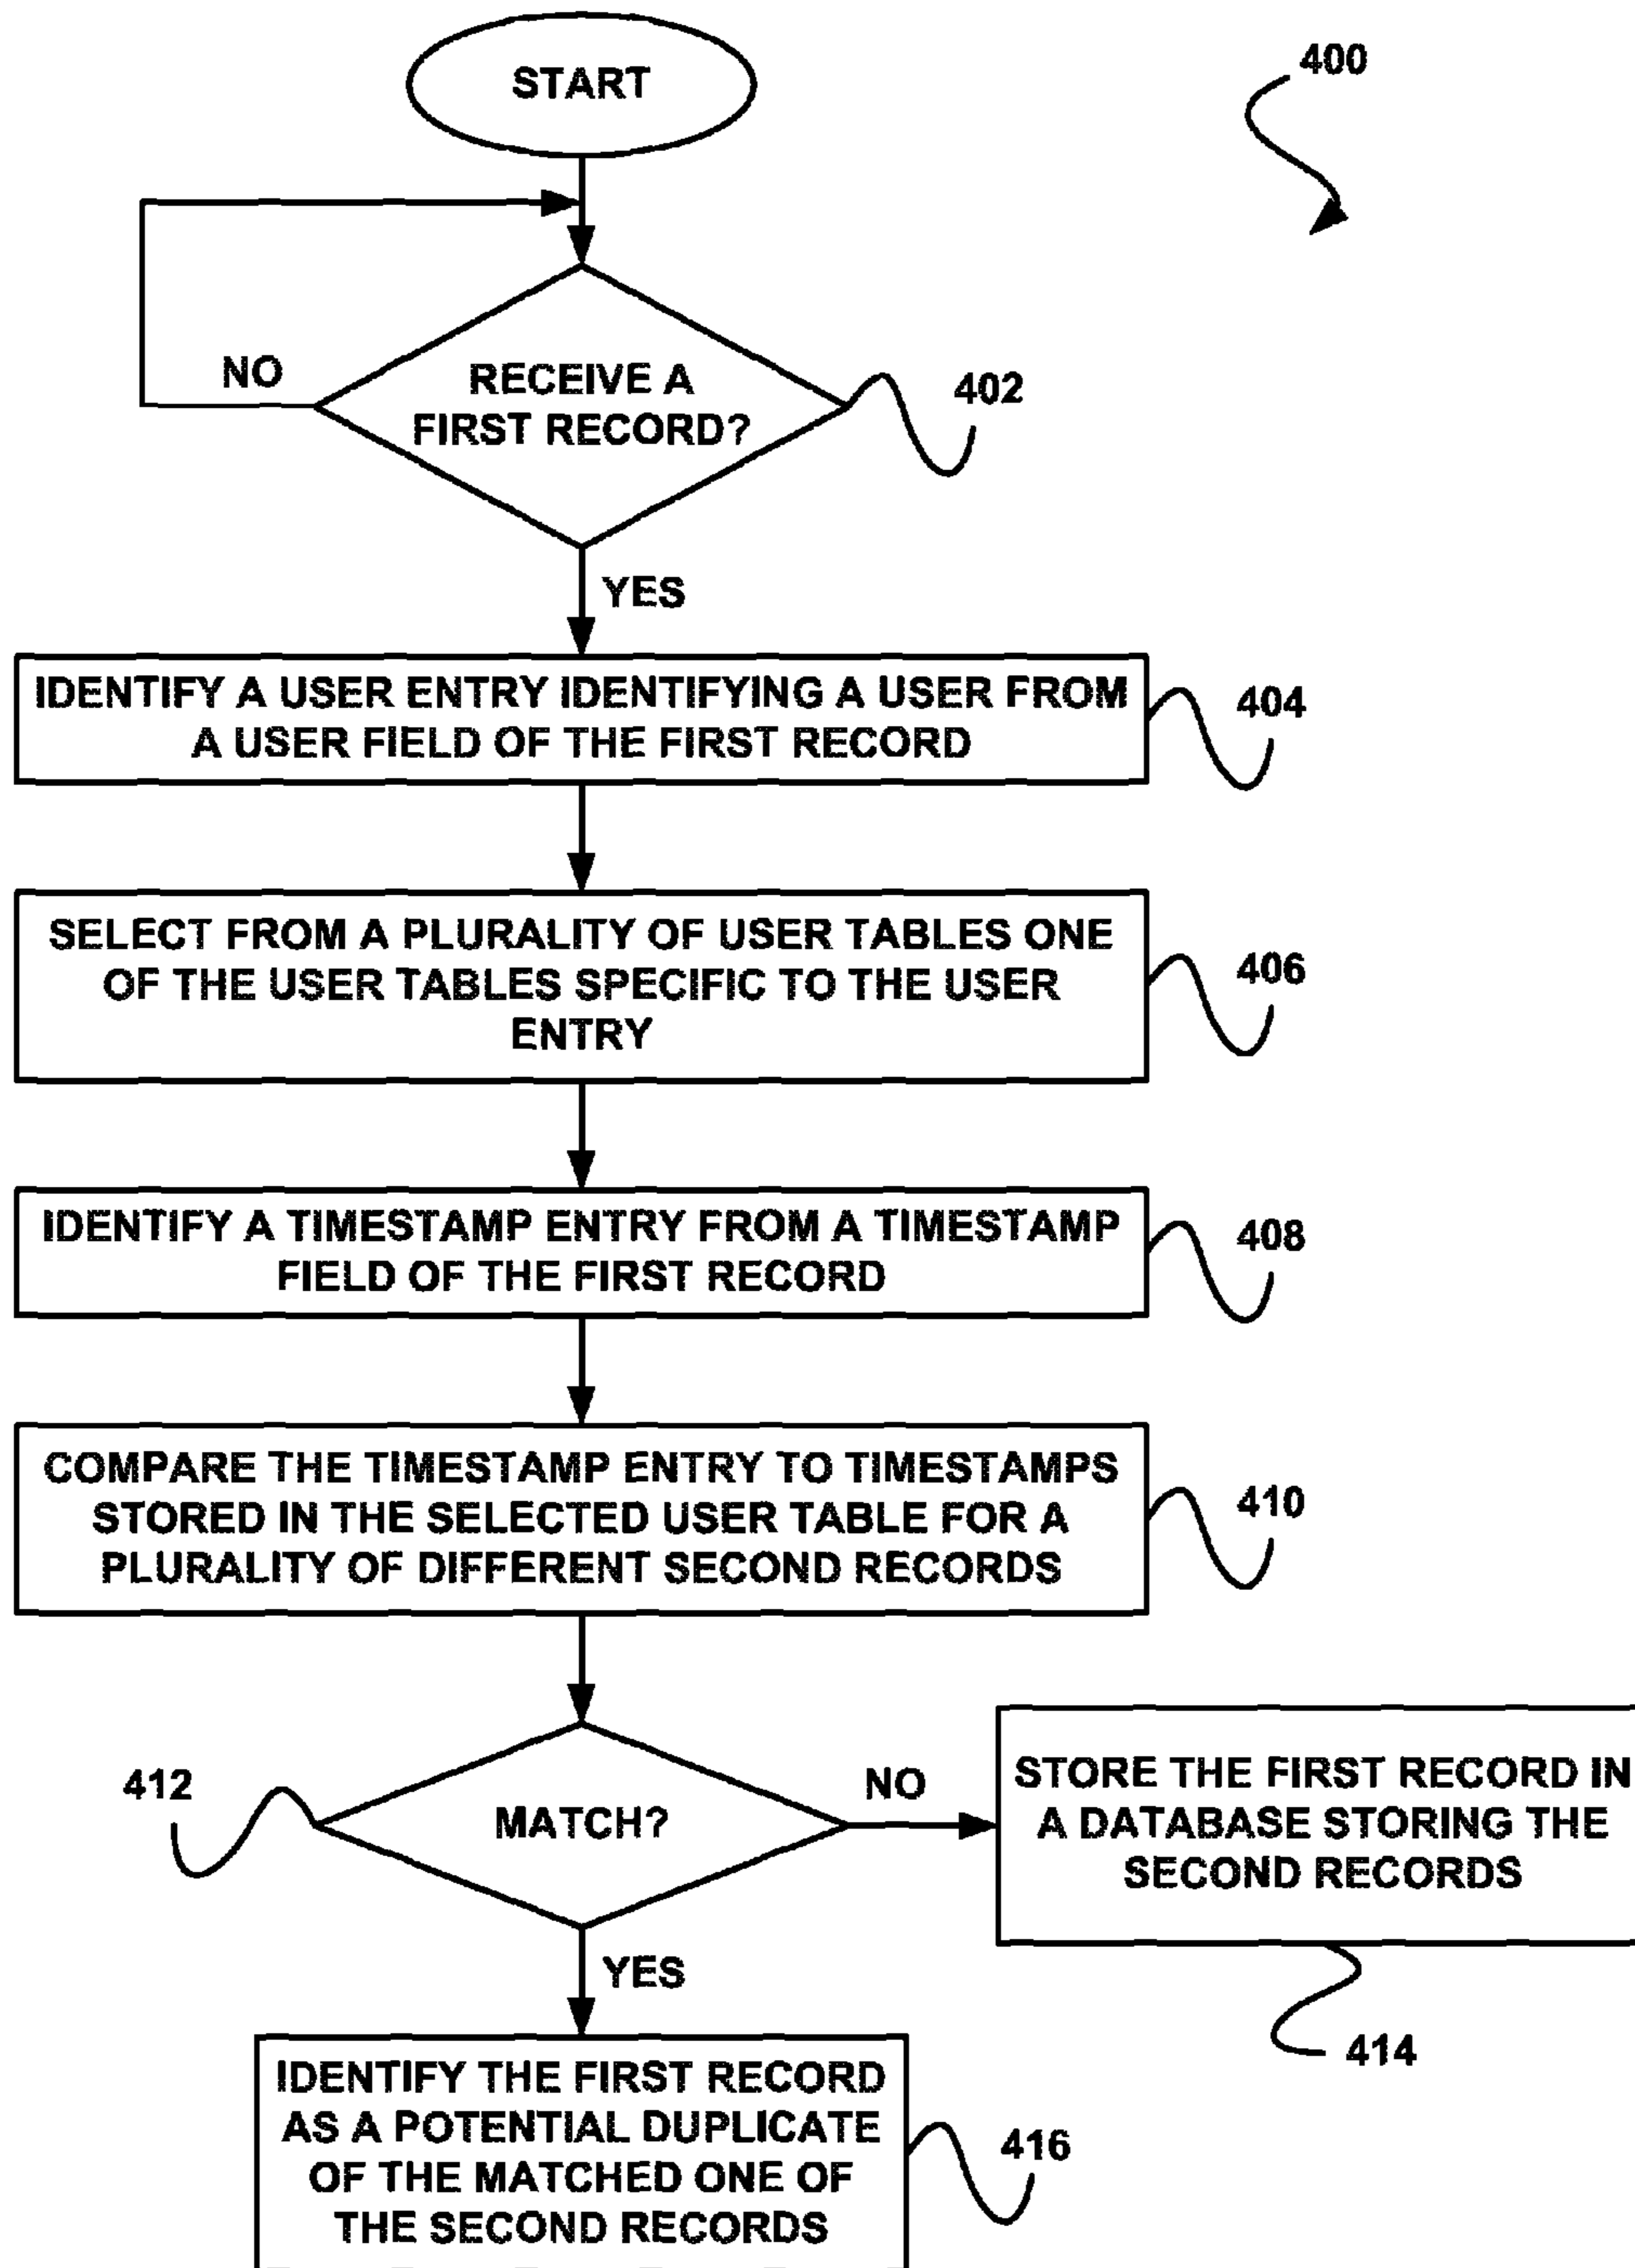 START
400
RECEIVE A
FIRST RECORD?
NO
402
YES
IDENTIFY A USER ENTRY IDENTIFYING A USER FROM
A USER FIELD OF THE FIRST RECORD
404
SELECT FROM A PLURALITY OF USER TABLES ONE
OF THE USER TABLES SPECIFIC TO THE USER
ENTRY
406
IDENTIFY A TIMESTAMP ENTRY FROM A TIMESTAMP
FIELD OF THE FIRST RECORD
408
COMPARE THE TIMESTAMP ENTRY TO TIMESTAMPS
STORED IN THE SELECTED USER TABLE FOR A
PLURALITY OF DIFFERENT SECOND RECORDS
410
412
MATCH?
NO
STORE THE FIRST RECORD IN
A DATABASE STORING THE
SECOND RECORDS
414
YES
IDENTIFY THE FIRST RECORD
AS A POTENTIAL DUPLICATE
OF THE MATCHED ONE OF
THE SECOND RECORDS
416